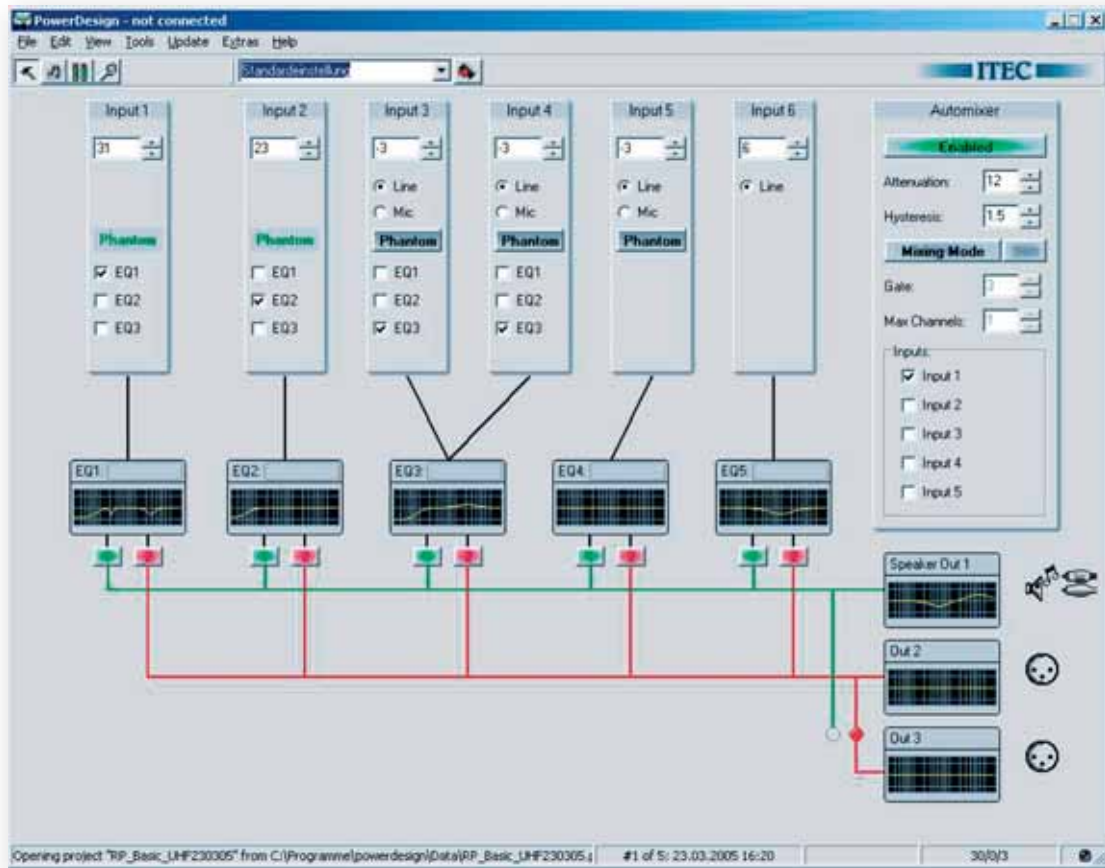 PowerDesign - not connected
File Edit View Tools Update Extras Help
Standardeinstellung
ITEC
Input 1 Input 2 Input 3 Input 4 Input 5 Input 6
31 23 -3 -3 -3 6
Line Line Line Line
Mic Mic Mic
Phantom Phantom Phantom Phantom Phantom
EQ1 EQ1 EQ1 EQ1
EQ2 EQ2 EQ2 EQ2
EQ3 EQ3 EQ3 EQ3
Automixer
Enabled
Attenuation: 12
Hysteresis: 1.5
Mixing Mode
Gate: 3
Max Channels: 1
Inputs:
Input 1
Input 2
Input 3
Input 4
Input 5
EQ1: EQ2: EQ3: EQ4: EQ5:
Speaker Out 1
Out 2
Out 3
Opening project "RP_Basic_UHF230305" from C:\Programme\powerdesign\Data\RP_Basic_UHF230305.p #1 of 5: 23.03.2005 16:20 30/0/3